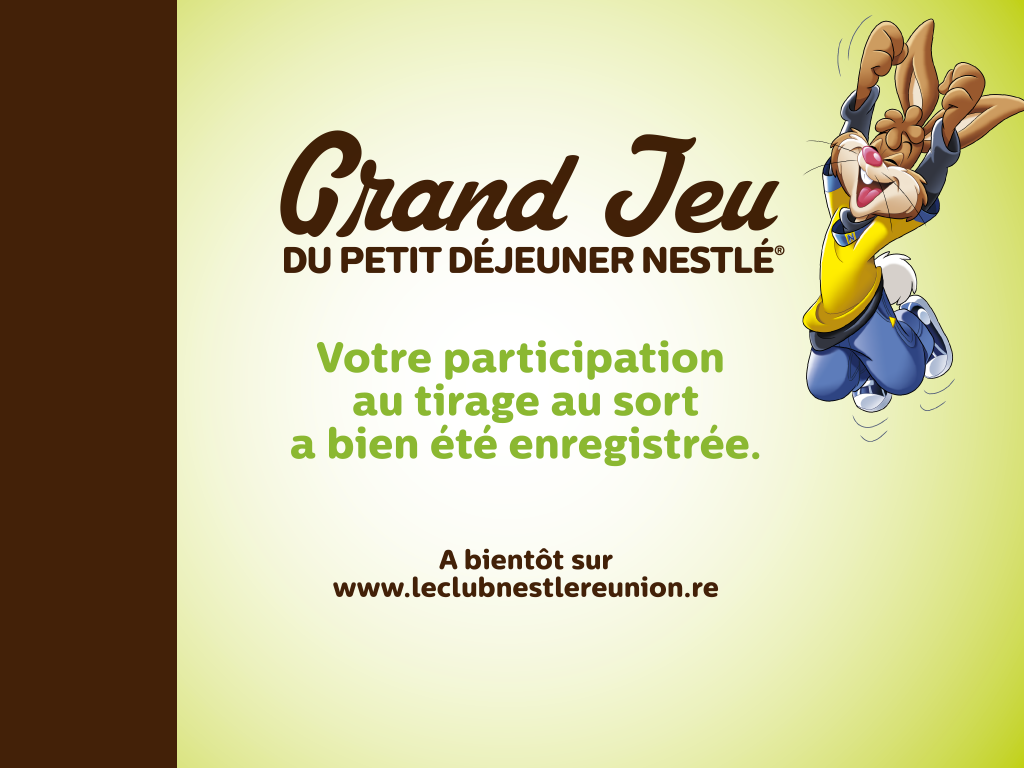 Grand Jeu
DU PETIT DÉJEUNER NESTLÉ®
Votre participation
au tirage au sort
a bien été enregistrée.
A bientôt sur
www.leclubnestlereunion.re
N